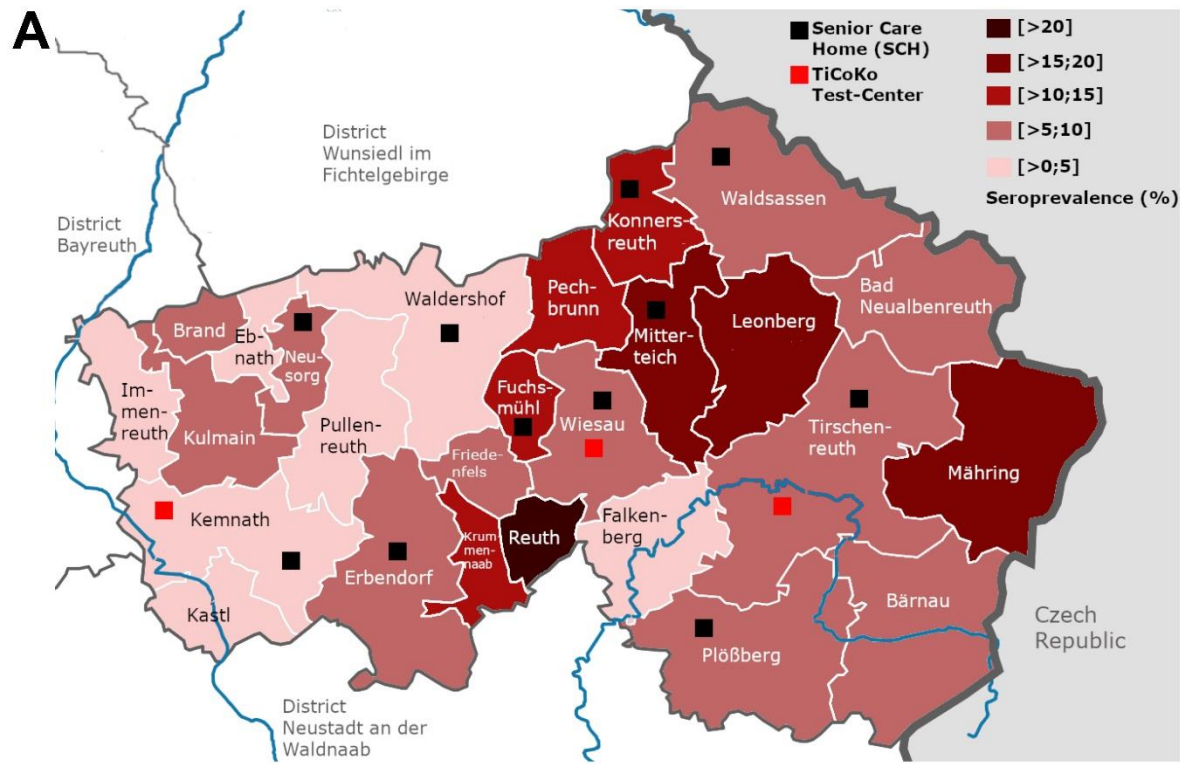 A
Senior Care
Home (SCH)
TiCoKo
Test-Center
[>20]
[>15;20]
[>10;15]
[>5;10]
[>0;5]
Seroprevalence (%)
District
Wunsiedl im
Fichtelgebirge
District
Bayreuth
Waldsassen
Konners-
reuth
Bad
Neualbenreuth
Pech-
brunn
Waldershof
Mitter-
teich
Leonberg
Brand
Eb-
nath
Neu-
sorg
Im-
men-
reuth
Kulmain
Pullen-
reuth
Fuchs-
mühl
Wiesau
Tirschen-
reuth
Friede-
nfels
Mähring
Kemnath
Falken-
berg
Reuth
Krum-
men-
naab
Erbendorf
Kastl
Bärnau
Plößberg
Czech
Republic
District
Neustadt an der
Waldnaab